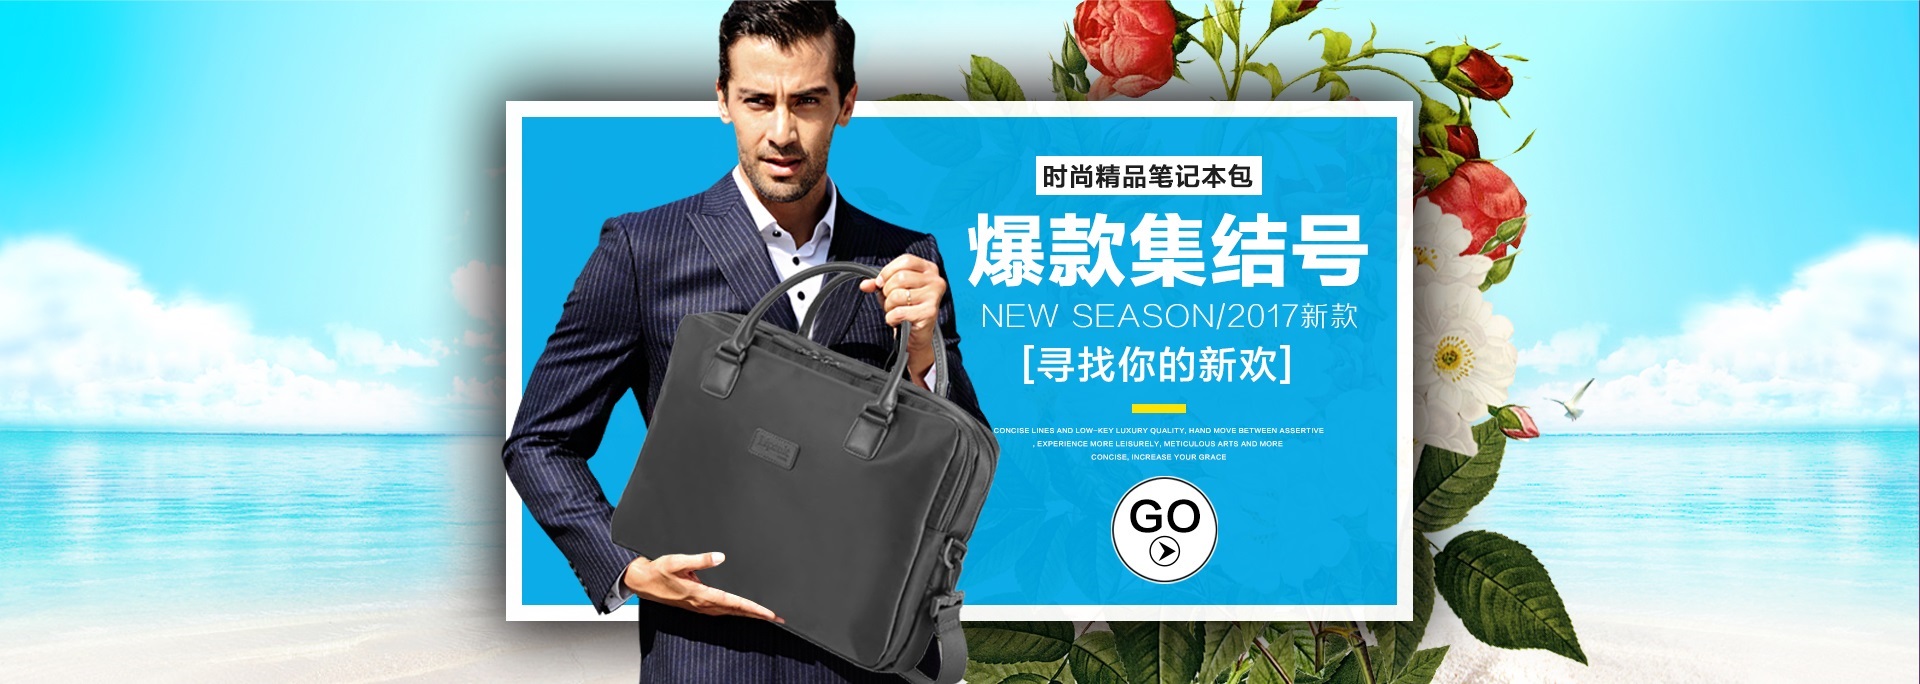 时尚精品笔记本包
爆款集结号
NEW SEASON/2017新款
[寻找你的新欢]
CONCISE LINES AND LOW-KEY LUXURY QUALITY, HAND MOVE BETWEEN ASSERTIVE
, EXPERIENCE MORE LEISURELY, METICULOUS ARTS AND MORE
CONCISE, INCREASE YOUR GRACE
GO